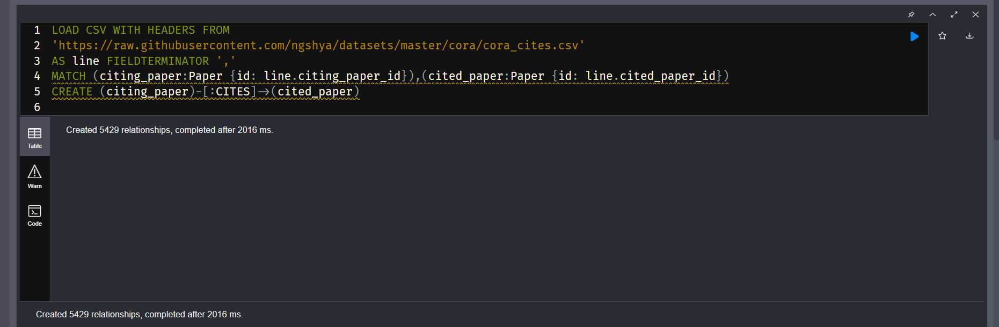 1 LOAD CSV WITH HEADERS FROM
2 'https://raw.githubusercontent.com/ngshya/datasets/master/cora/cora_cites.csv'
3 AS line FIELDTERMINATOR ','
4 MATCH (citing_paper:Paper {id: line.citing_paper_id}),(cited_paper:Paper {id: line.cited_paper_id})
5 CREATE (citing_paper)-[:CITES]->(cited_paper)
6
Table
Created 5429 relationships, completed after 2016 ms.
Warn
Code
Created 5429 relationships, completed after 2016 ms.